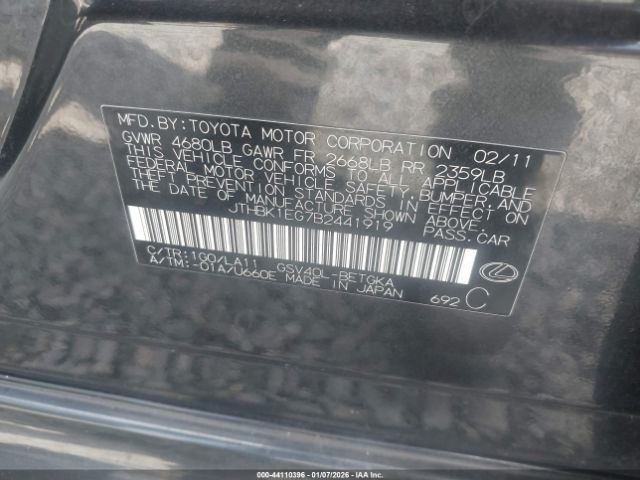 MFD. BY: TOYOTA MOTOR CORPORATION 02/11
GVWR 4680LB GAWR FR 2668LB RR 2359LB
THIS VEHICLE CONFORMS TO ALL APPLICABLE
FEDERAL MOTOR VEHICLE SAFETY, BUMPER, AND
THEFT PREVENTION STANDARDS IN EFFECT ON
THE DATE OF MANUFACTURE SHOWN ABOVE.
JTHBK1EG7B2441919 PASS. CAR
C/TR: 1G0/LA11 GSV40L-BETGKA
A/TM: -01A/U660E MADE IN JAPAN 692 C
000-44110396 - 01/07/2026 - IAA Inc.